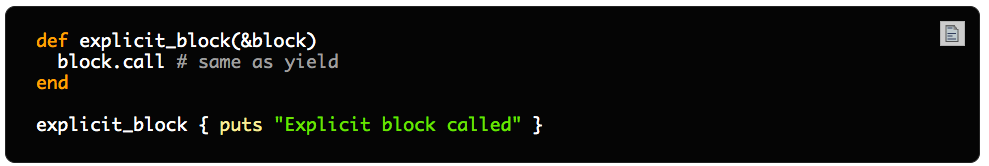 def explicit_block(&block)
  block.call # same as yield
end

explicit_block { puts "Explicit block called" }